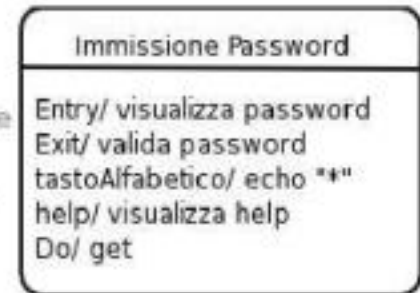 Immissione Password
Entry/ visualizza password
Exit/ valida password
tastoAlfabetico/ echo "*"
help/ visualizza help
Do/ get